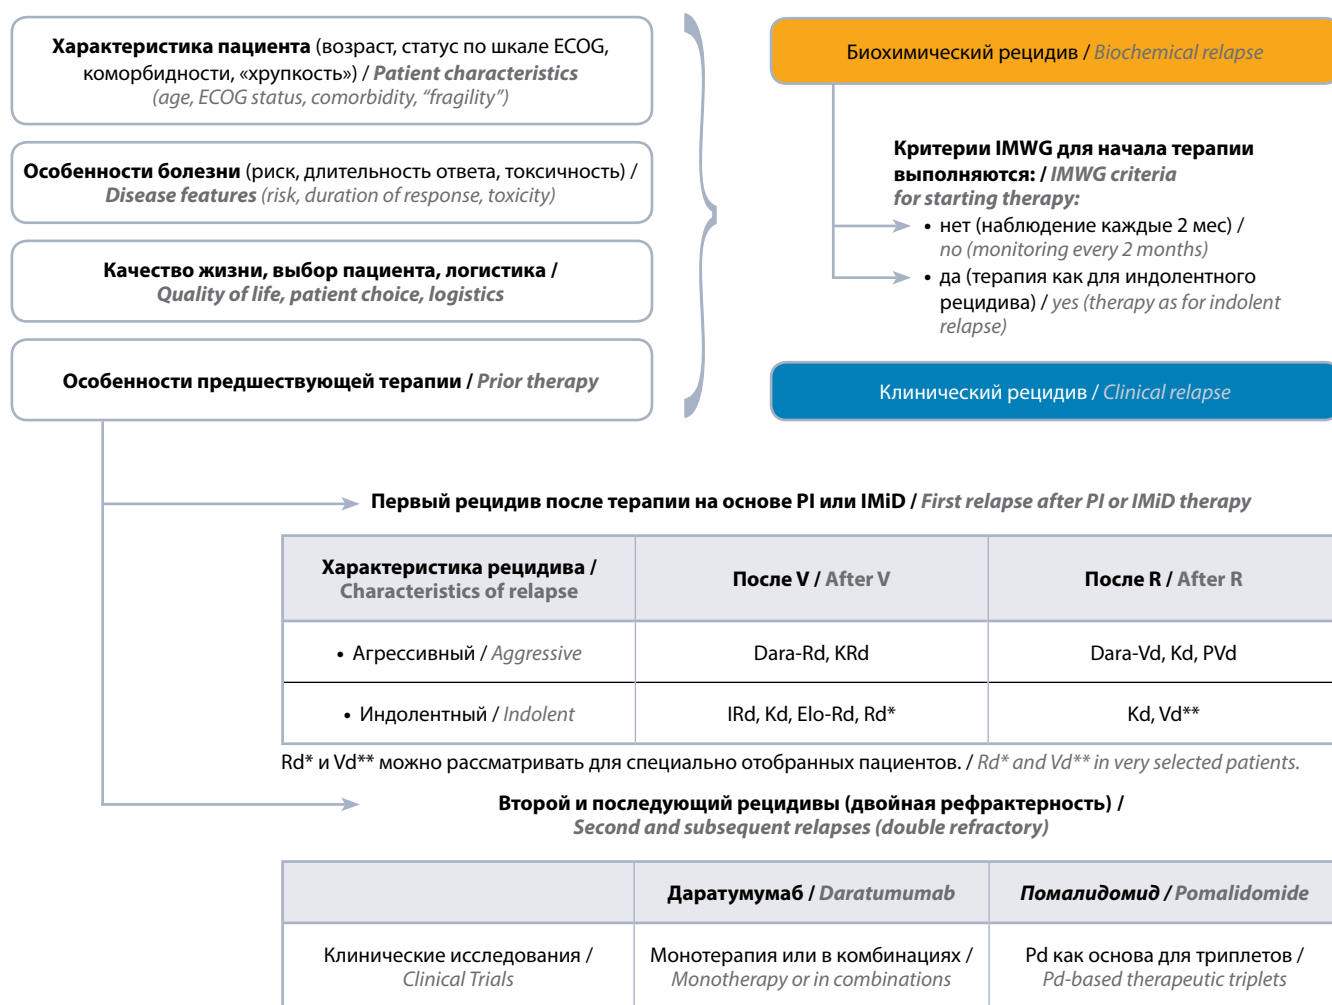 Характеристика пациента (возраст, статус по шкале ECOG,
коморбидности, «хрупкость») / Patient characteristics
(age, ECOG status, comorbidity, “fragility”)
Особенности болезни (риск, длительность ответа, токсичность) /
Disease features (risk, duration of response, toxicity)
Качество жизни, выбор пациента, логистика /
Quality of life, patient choice, logistics
Особенности предшествующей терапии / Prior therapy
Биохимический рецидив / Biochemical relapse
Критерии IMWG для начала терапии
выполняются: / IMWG criteria
for starting therapy:
• нет (наблюдение каждые 2 мес) /
no (monitoring every 2 months)
• да (терапия как для индолентного
рецидива) / yes (therapy as for indolent
relapse)
Клинический рецидив / Clinical relapse
Первый рецидив после терапии на основе PI или IMiD / First relapse after PI or IMiD therapy
Характеристика рецидива /
Characteristics of relapse
После V / After V
После R / After R
• Агрессивный / Aggressive
Dara-Rd, KRd
Dara-Vd, Kd, PVd
• Индолентный / Indolent
IRd, Kd, Elo-Rd, Rd*
Kd, Vd**
Rd* и Vd** можно рассматривать для специально отобранных пациентов. / Rd* and Vd** in very selected patients.
Второй и последующий рецидивы (двойная рефрактерность) /
Second and subsequent relapses (double refractory)
Даратумумаб / Daratumumab
Помалидомид / Pomalidomide
Клинические исследования /
Clinical Trials
Монотерапия или в комбинациях /
Monotherapy or in combinations
Pd как основа для триплетов /
Pd-based therapeutic triplets